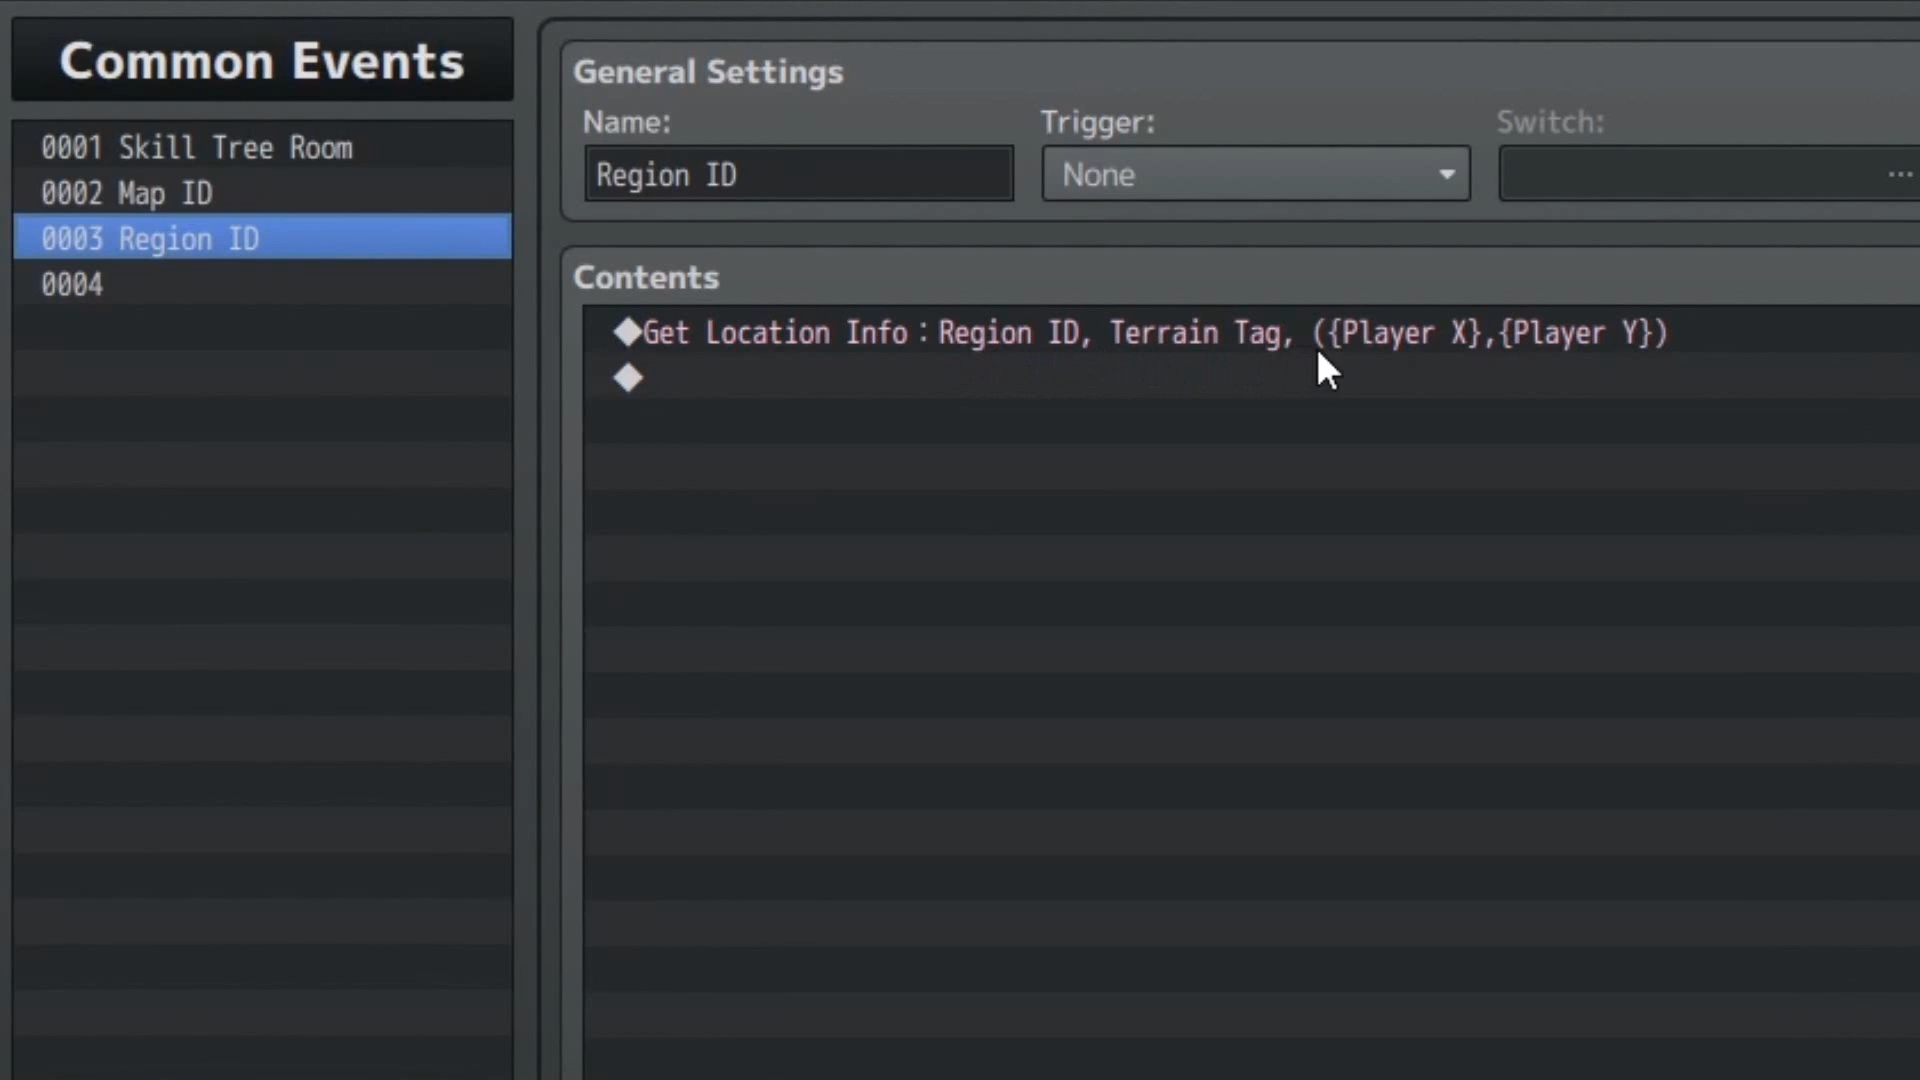 Common Events
0001 Skill Tree Room
0002 Map ID
0003 Region ID
0004
General Settings
Name:
Trigger:
Switch:
Region ID
None
...
Contents
◆Get Location Info：Region ID, Terrain Tag, ({Player X},{Player Y})
◆